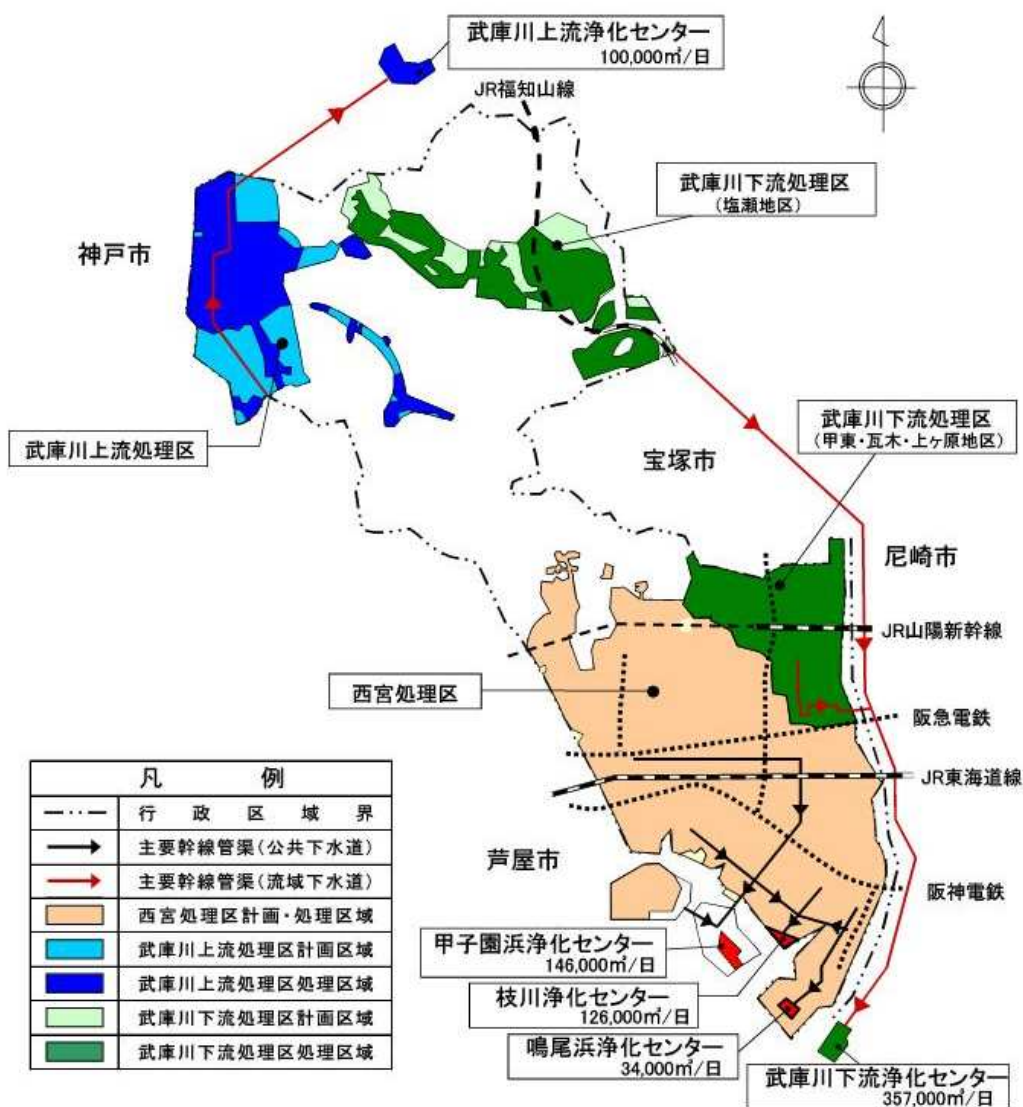 武庫川上流浄化センター
100,000㎥/日
JR福知山線
武庫川下流処理区
(塩瀬地区)
神戸市
武庫川上流処理区
武庫川下流処理区
(甲東・瓦木・上ヶ原地区)
宝塚市
尼崎市
JR山陽新幹線
西宮処理区
阪急電鉄
JR東海道線
芦屋市
阪神電鉄
甲子園浜浄化センター
146,000㎥/日
枝川浄化センター
126,000㎥/日
鳴尾浜浄化センター
34,000㎥/日
武庫川下流浄化センター
357,000㎥/日
凡例
行政区域界
主要幹線管渠(公共下水道)
主要幹線管渠(流域下水道)
西宮処理区計画・処理区域
武庫川上流処理区計画区域
武庫川上流処理区処理区域
武庫川下流処理区計画区域
武庫川下流処理区処理区域